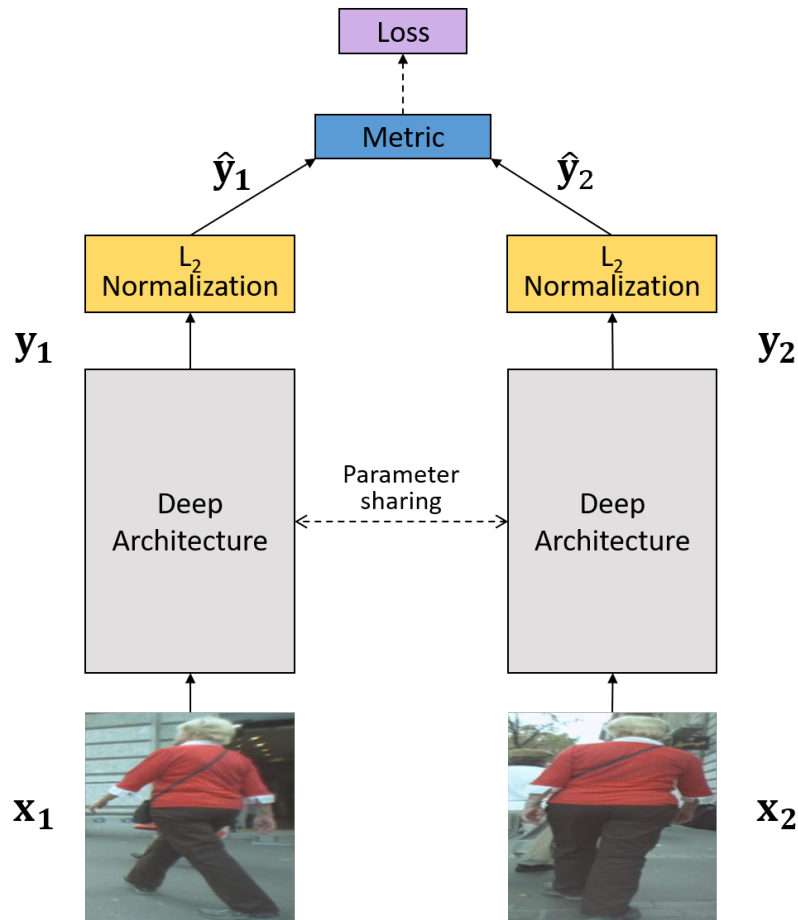 Loss
Metric
ŷ₁
ŷ₂
L₂
Normalization
L₂
Normalization
y₁
y₂
Parameter
sharing
Deep
Architecture
Deep
Architecture
x₁
x₂